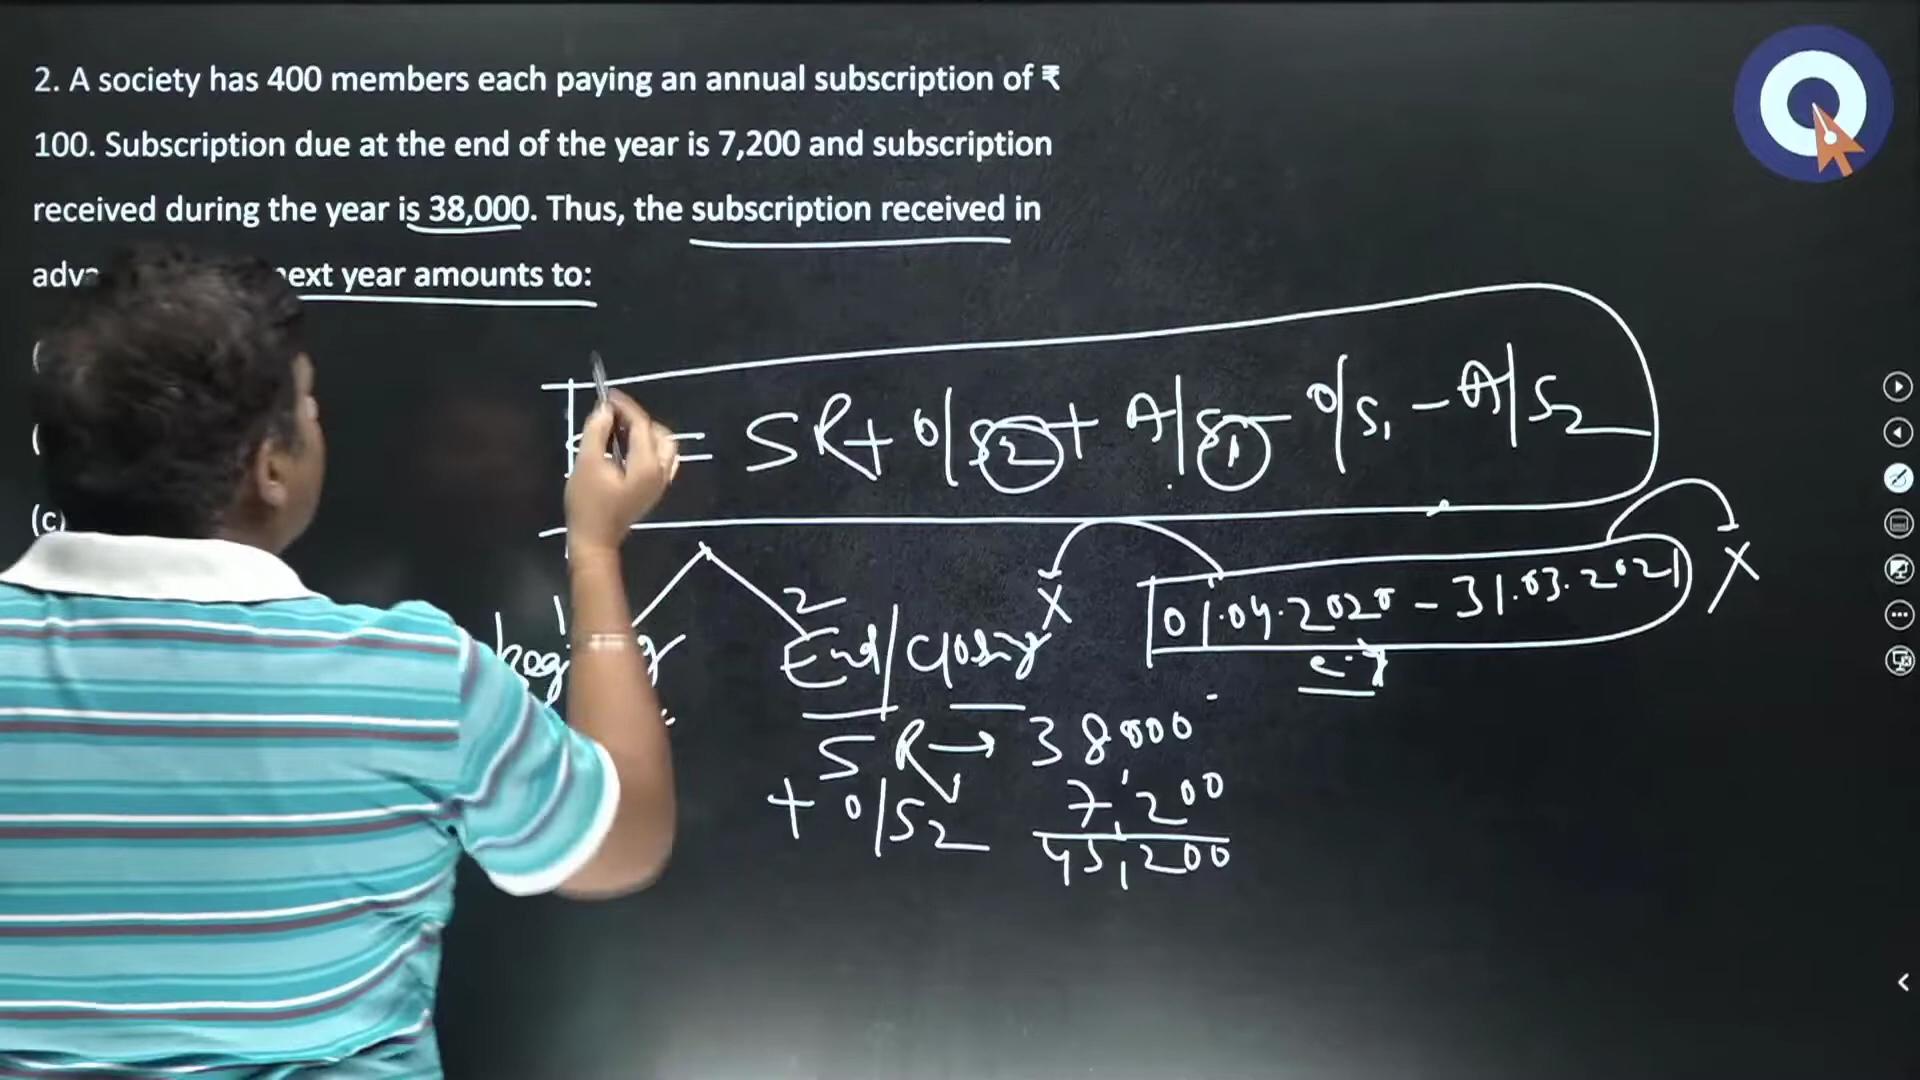 2. A society has 400 members each paying an annual subscription of ₹
100. Subscription due at the end of the year is 7,200 and subscription
received during the year is 38,000. Thus, the subscription received in
next year amounts to:
(
(
(c)
= SR + O/S2 + A/S1 - O/S1 - A/S2
1 2 X 01.04.2020 - 31.03.2021 X
End/Closing C.Y
SR → 38,000
+ O/S2 7,200
45,200